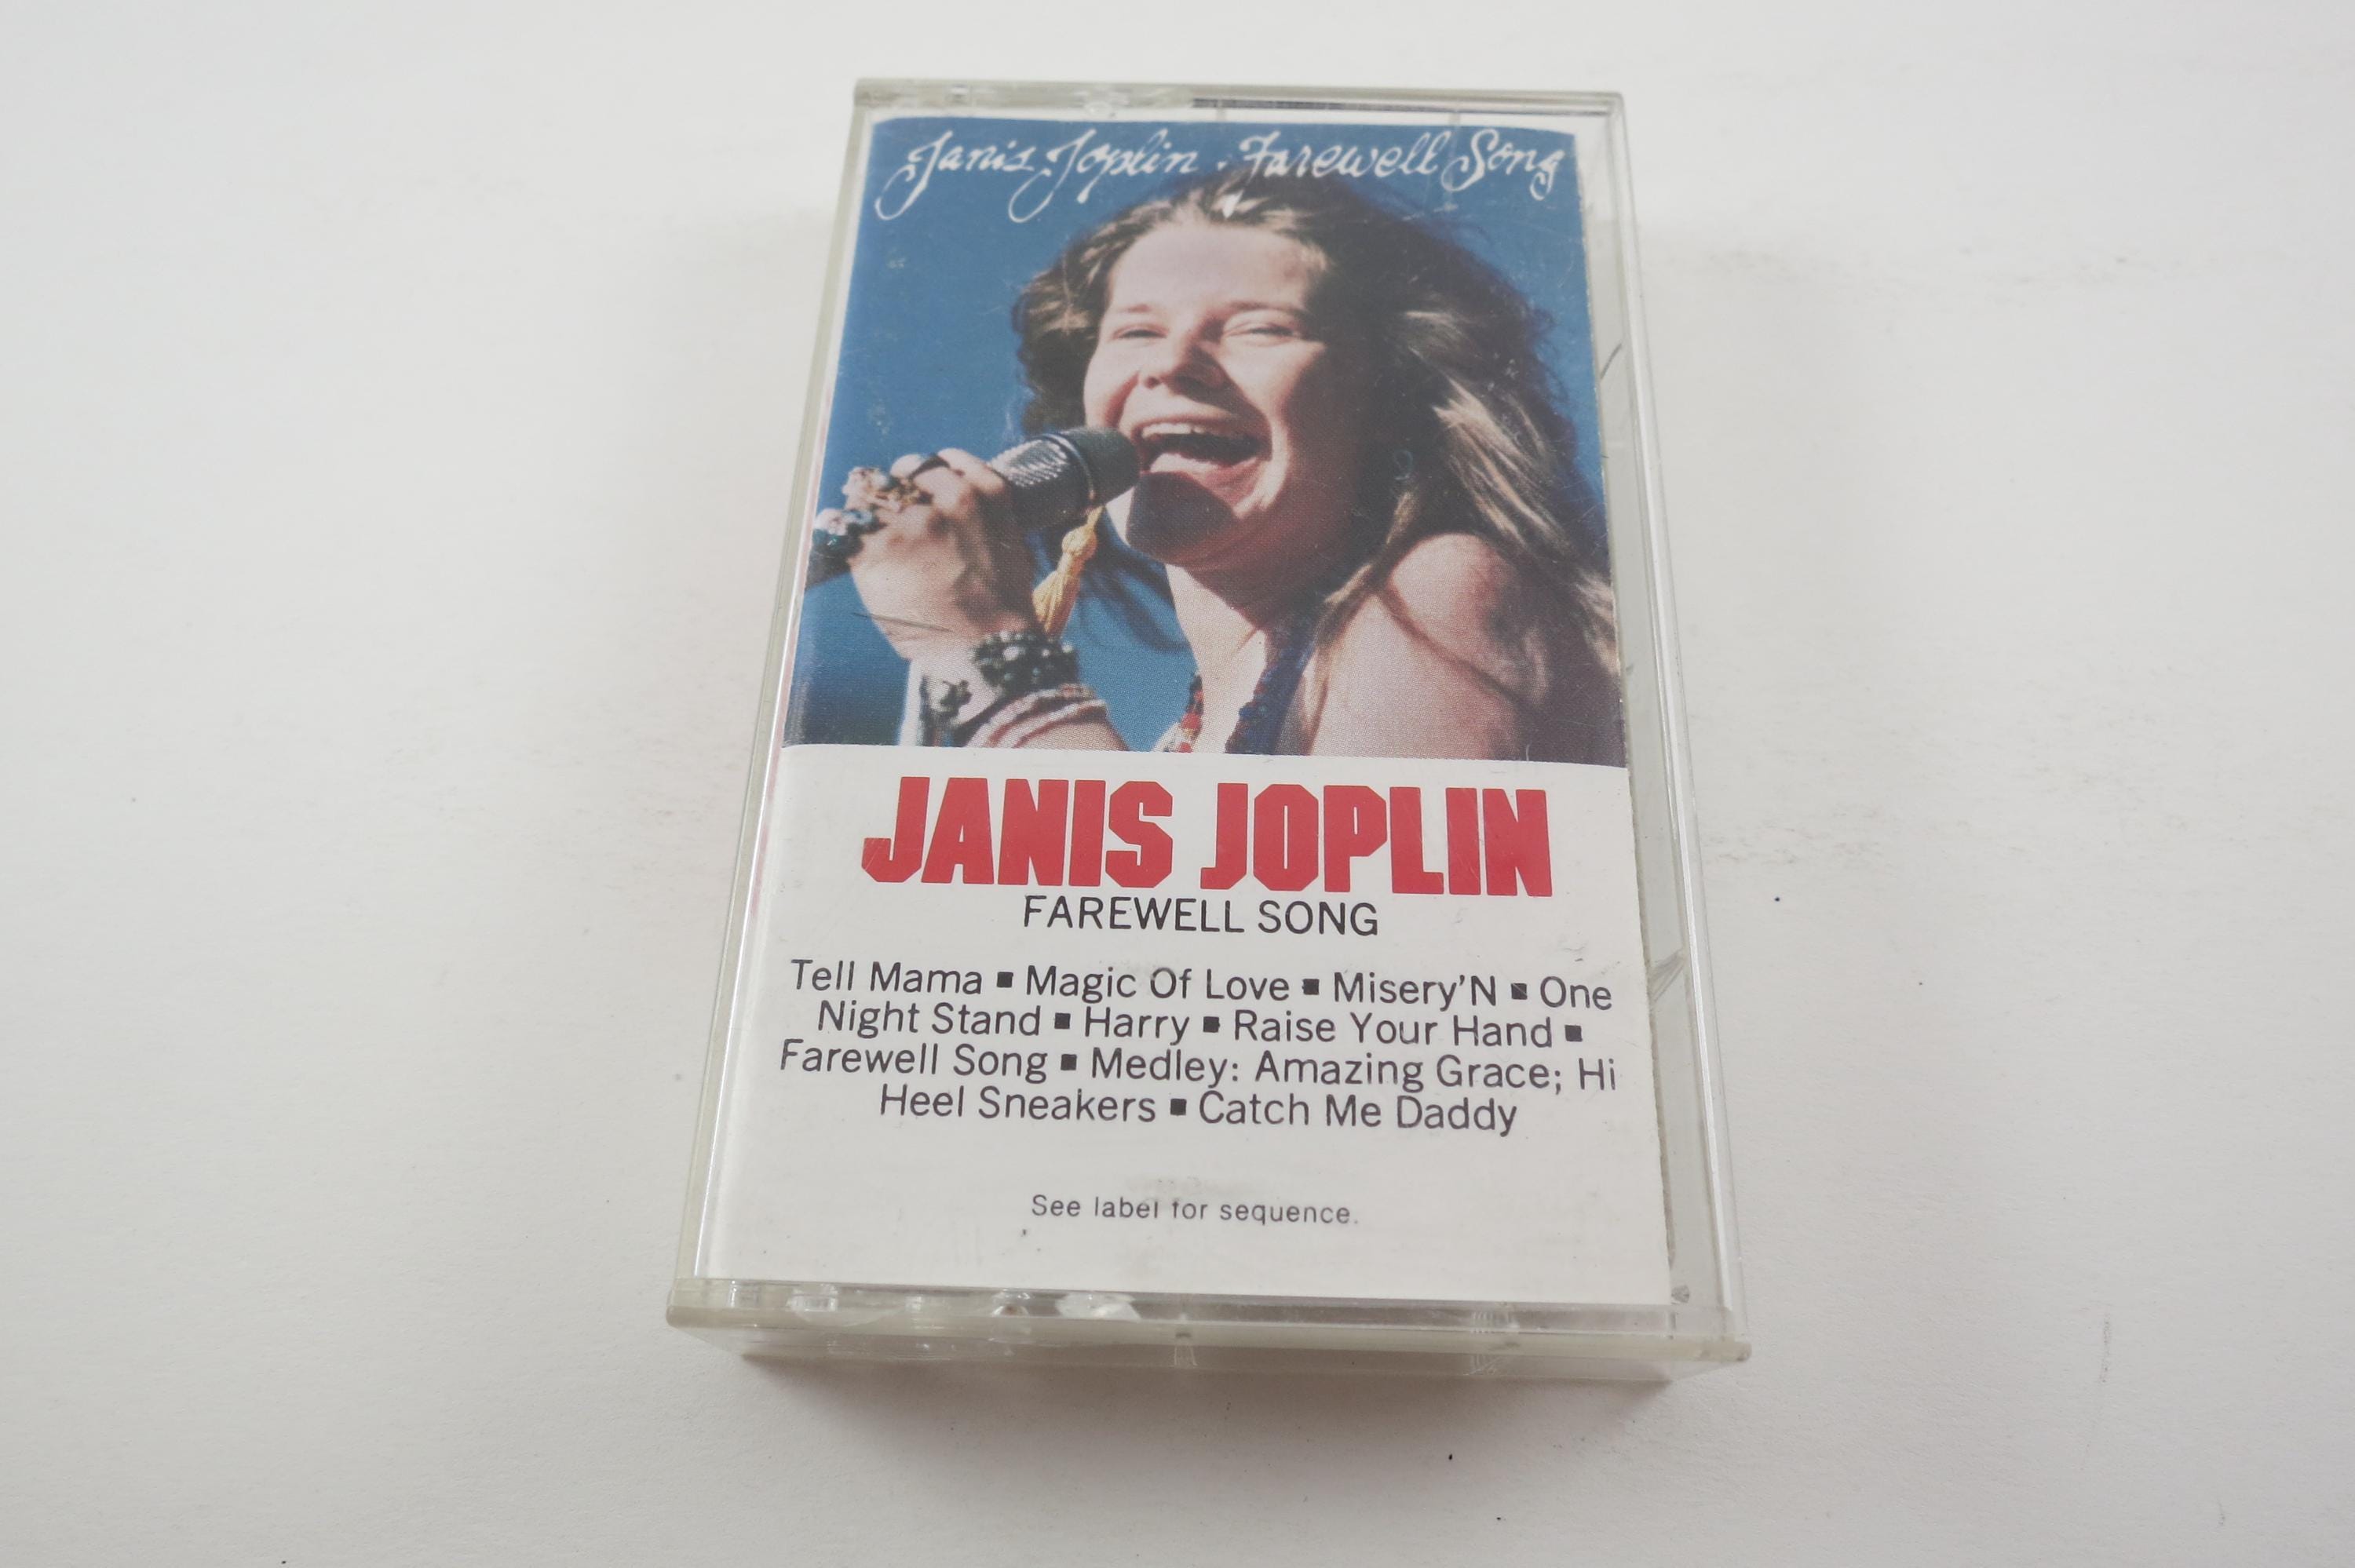 Janis Joplin . Farewell Song
JANIS JOPLIN
FAREWELL SONG
Tell Mama ▪ Magic Of Love ▪ Misery'N ▪ One
Night Stand ▪ Harry ▪ Raise Your Hand ▪
Farewell Song ▪ Medley: Amazing Grace; Hi
Heel Sneakers ▪ Catch Me Daddy
See label for sequence.